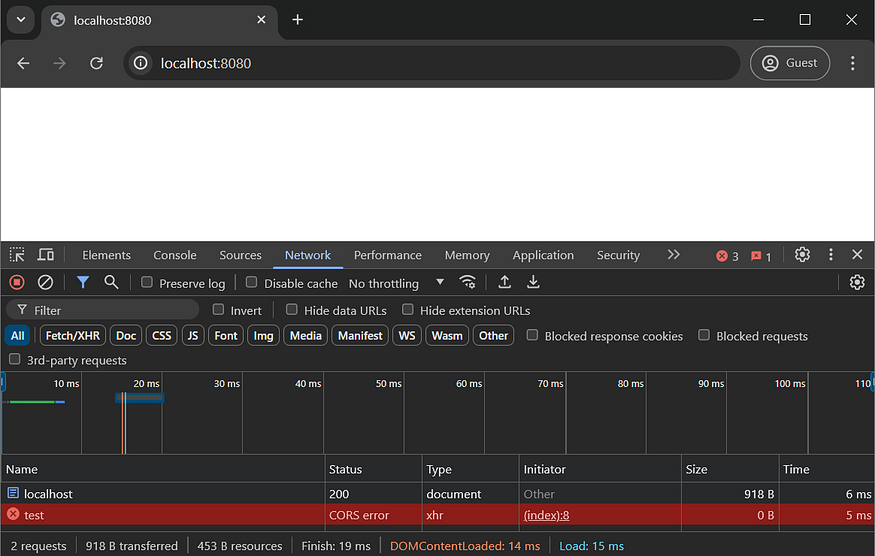 localhost:8080
localhost:8080 Guest
Elements Console Sources Network Performance Memory Application Security 3 1
Preserve log Disable cache No throttling
Filter Invert Hide data URLs Hide extension URLs
All Fetch/XHR Doc CSS JS Font Img Media Manifest WS Wasm Other Blocked response cookies Blocked requests
3rd-party requests
10 ms 20 ms 30 ms 40 ms 50 ms 60 ms 70 ms 80 ms 90 ms 100 ms 110
Name Status Type Initiator Size Time
localhost 200 document Other 918 B 6 ms
test CORS error xhr (index):8 0 B 5 ms
2 requests 918 B transferred 453 B resources Finish: 19 ms DOMContentLoaded: 14 ms Load: 15 ms